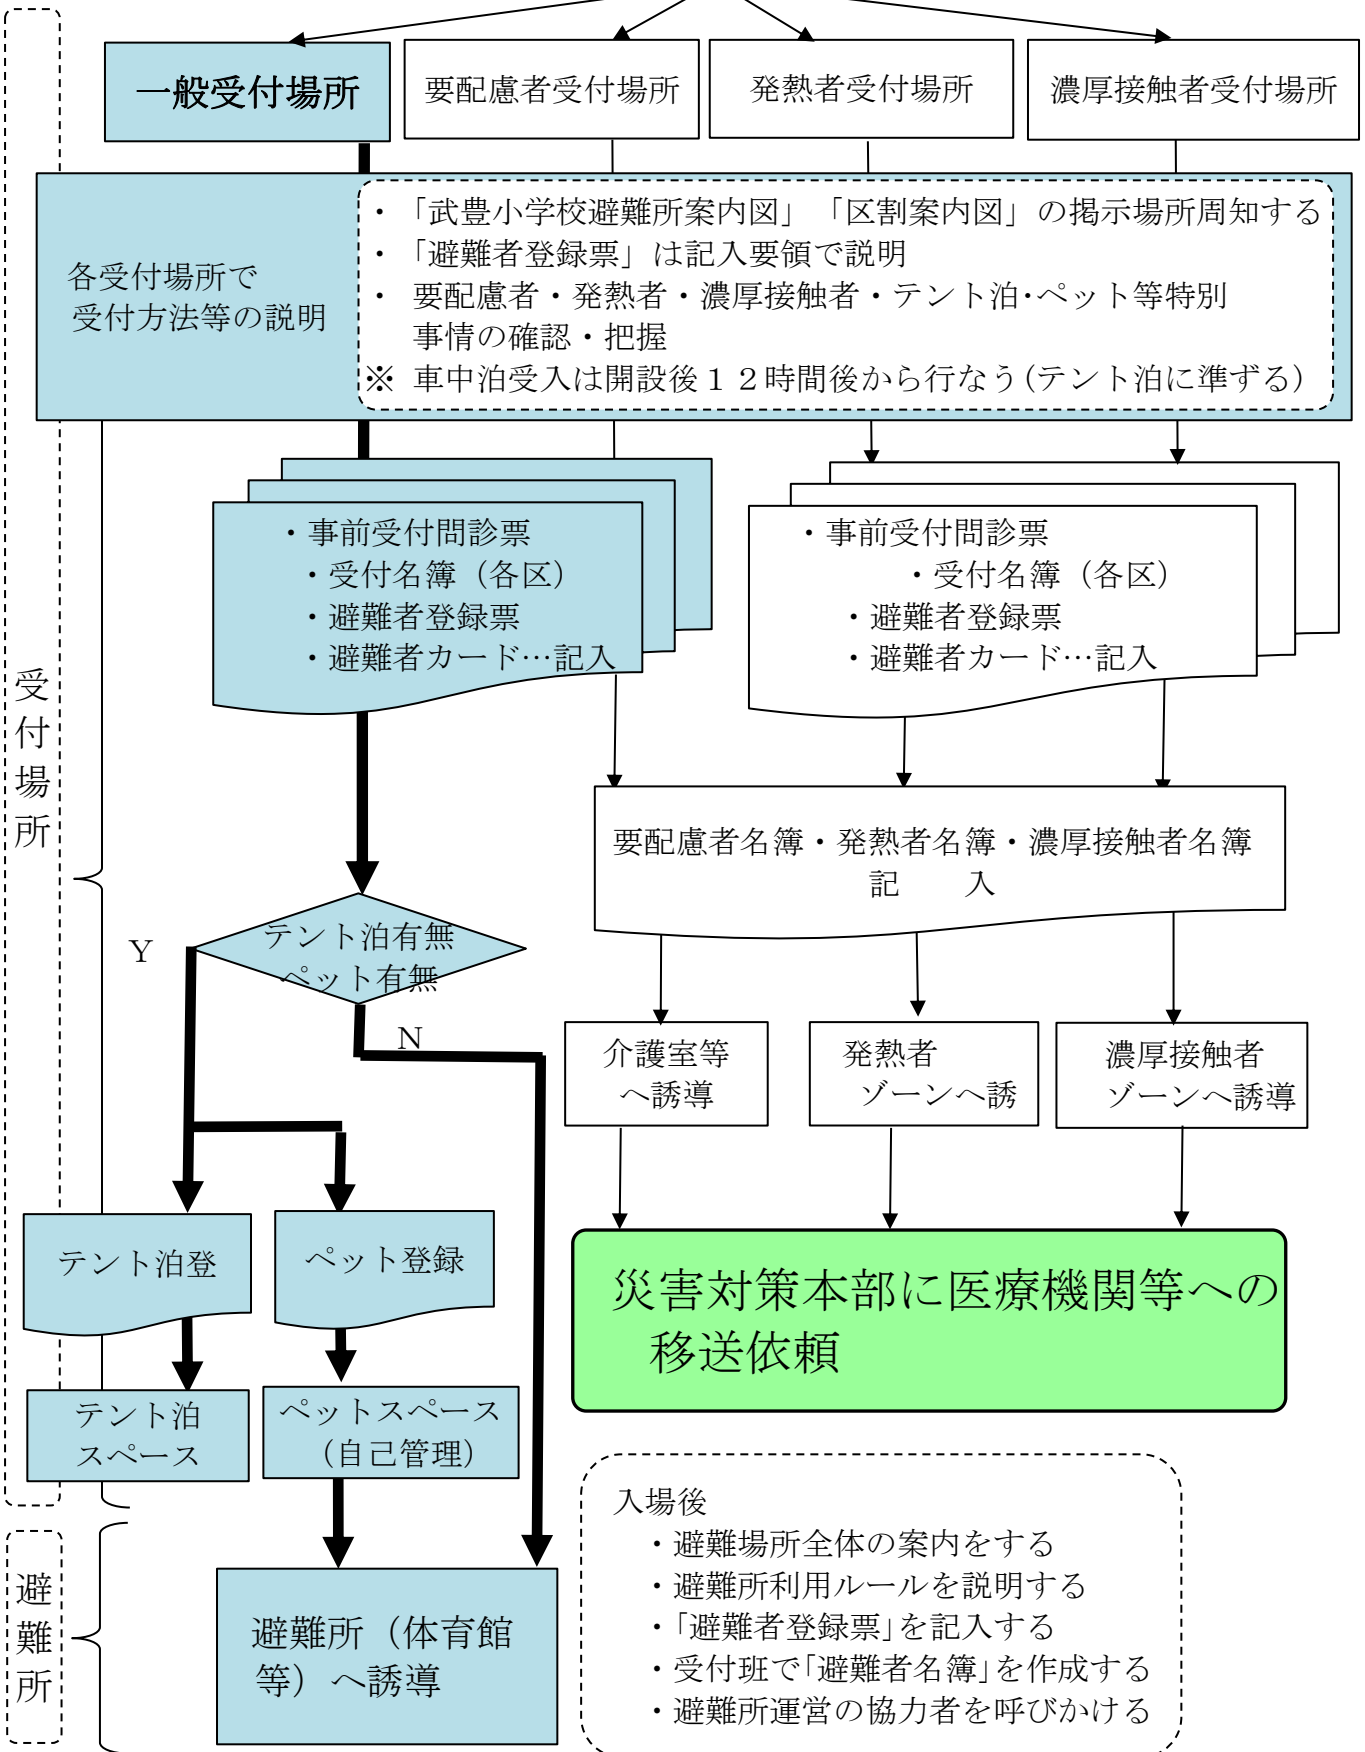 一般受付場所
要配慮者受付場所
発熱者受付場所
濃厚接触者受付場所
各受付場所で
受付方法等の説明
・「武豊小学校避難所案内図」「区割案内図」の掲示場所周知する
・「避難者登録票」は記入要領で説明
・ 要配慮者・発熱者・濃厚接触者・テント泊・ペット等特別
事情の確認・把握
※ 車中泊受入は開設後１２時間後から行なう(テント泊に準ずる)
・事前受付問診票
・受付名簿（各区）
・避難者登録票
・避難者カード…記入
・事前受付問診票
・受付名簿（各区）
・避難者登録票
・避難者カード…記入
受付場所
要配慮者名簿・発熱者名簿・濃厚接触者名簿
記　　入
テント泊有無
ペット有無
Ｙ
Ｎ
介護室等
へ誘導
発熱者
ゾーンへ誘
濃厚接触者
ゾーンへ誘導
テント泊登
ペット登録
災害対策本部に医療機関等への
移送依頼
テント泊
スペース
ペットスペース
（自己管理）
避難所
避難所（体育館
等）へ誘導
入場後
・避難場所全体の案内をする
・避難所利用ルールを説明する
・「避難者登録票」を記入する
・受付班で「避難者名簿」を作成する
・避難所運営の協力者を呼びかける